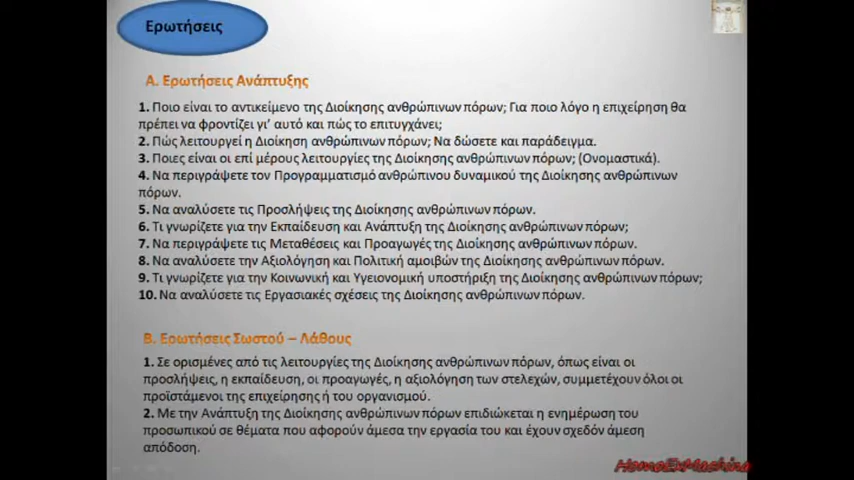 Ερωτήσεις
Α. Ερωτήσεις Ανάπτυξης
1. Ποιο είναι το αντικείμενο της Διοίκησης ανθρώπινων πόρων; Για ποιο λόγο η επιχείρηση θα
πρέπει να φροντίζει γι' αυτό και πώς το επιτυγχάνει;
2. Πώς λειτουργεί η Διοίκηση ανθρώπινων πόρων; Να δώσετε και παράδειγμα.
3. Ποιες είναι οι επί μέρους λειτουργίες της Διοίκησης ανθρώπινων πόρων; (Ονομαστικά).
4. Να περιγράψετε τον Προγραμματισμό ανθρώπινου δυναμικού της Διοίκησης ανθρώπινων
πόρων.
5. Να αναλύσετε τις Προσλήψεις της Διοίκησης ανθρώπινων πόρων.
6. Τι γνωρίζετε για την Εκπαίδευση και Ανάπτυξη της Διοίκησης ανθρώπινων πόρων;
7. Να περιγράψετε τις Μεταθέσεις και Προαγωγές της Διοίκησης ανθρώπινων πόρων.
8. Να αναλύσετε την Αξιολόγηση και Πολιτική αμοιβών της Διοίκησης ανθρώπινων πόρων.
9. Τι γνωρίζετε για την Κοινωνική και Υγειονομική υποστήριξη της Διοίκησης ανθρώπινων πόρων;
10. Να αναλύσετε τις Εργασιακές σχέσεις της Διοίκησης ανθρώπινων πόρων.
Β. Ερωτήσεις Σωστού – Λάθους
1. Σε ορισμένες από τις λειτουργίες της Διοίκησης ανθρώπινων πόρων, όπως είναι οι
προσλήψεις, η εκπαίδευση, οι προαγωγές, η αξιολόγηση των στελεχών, συμμετέχουν όλοι οι
προϊστάμενοι της επιχείρησης ή του οργανισμού.
2. Με την Ανάπτυξη της Διοίκησης ανθρώπινων πόρων επιδιώκεται η ενημέρωση του
προσωπικού σε θέματα που αφορούν άμεσα την εργασία του και έχουν σχεδόν άμεση
απόδοση.
HomoExMachina